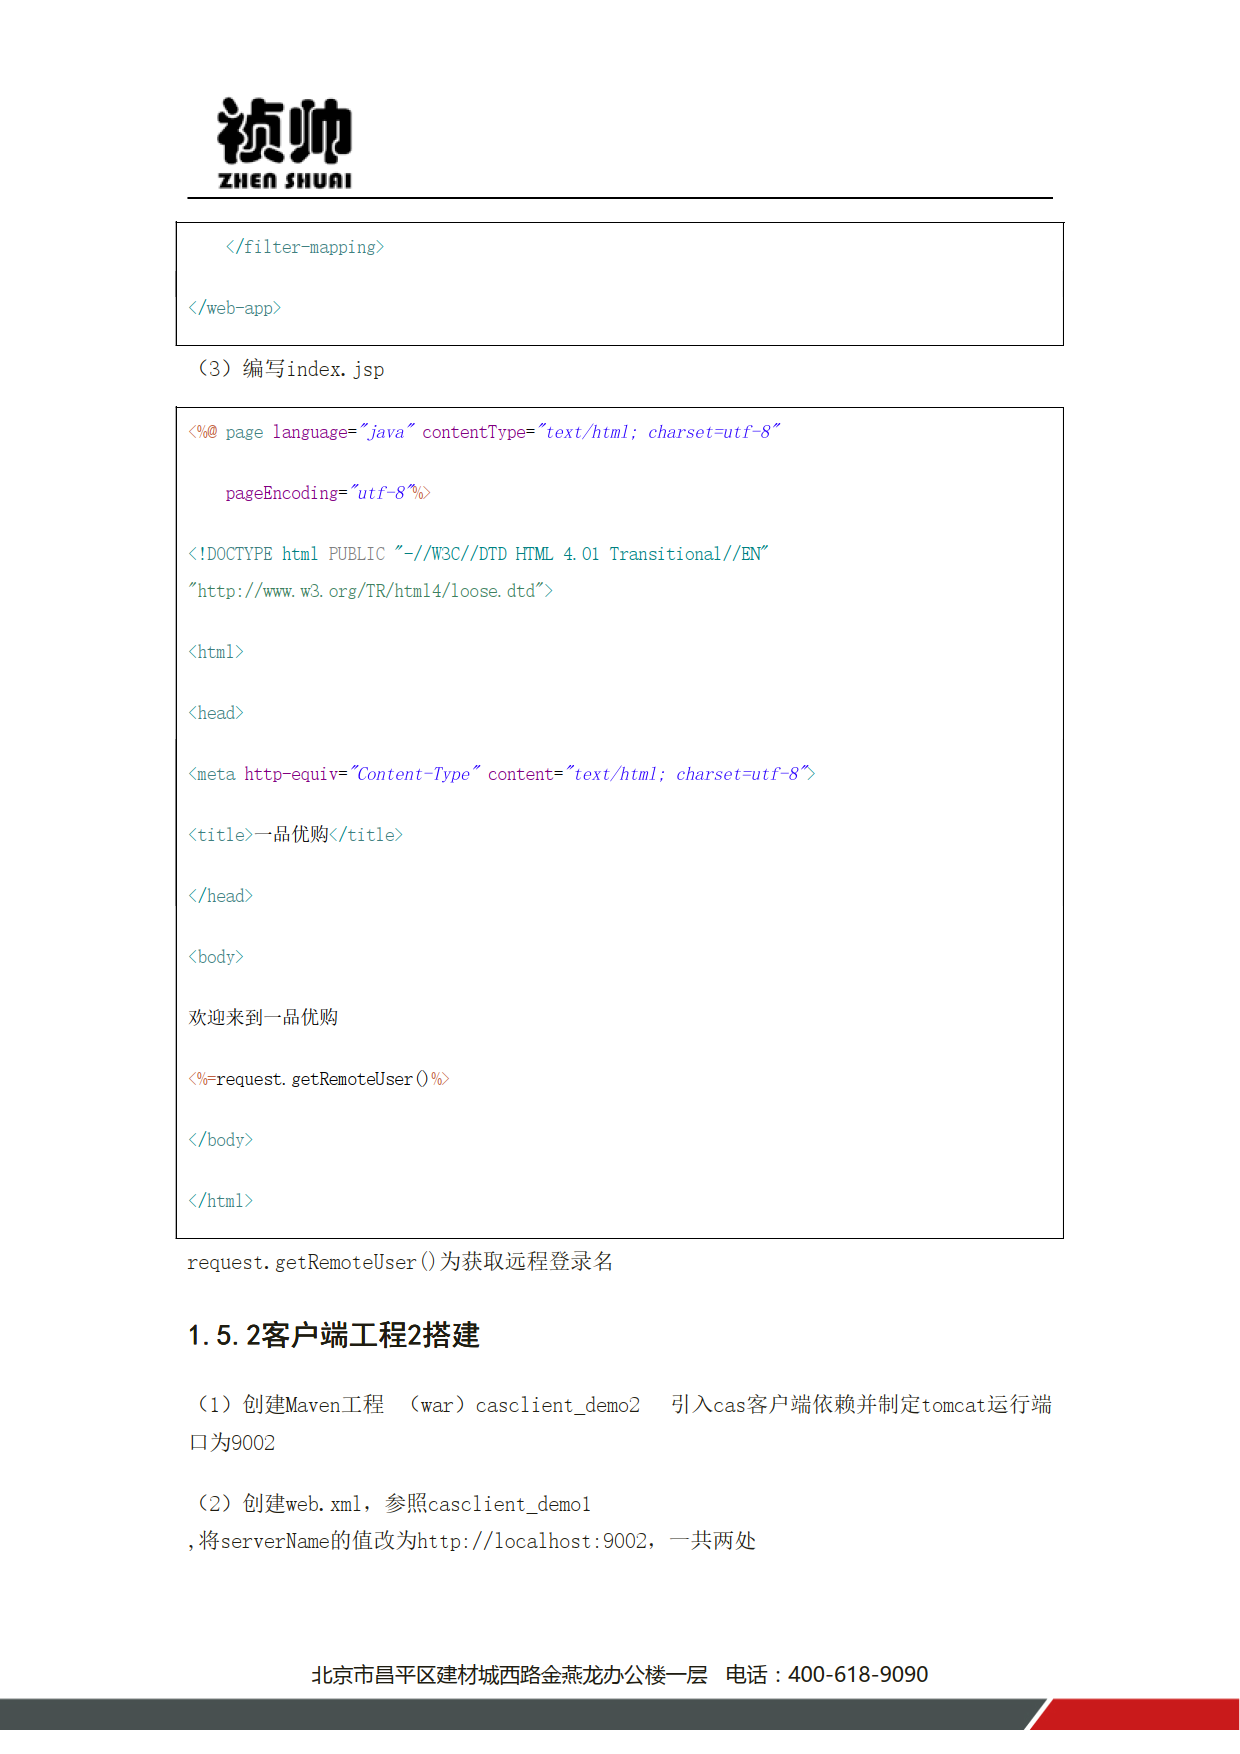 祯帅
ZHEN SHUAI
</filter-mapping>
</web-app>
（3）编写index.jsp
<%@ page language="java" contentType="text/html; charset=utf-8"
pageEncoding="utf-8"%>
<!DOCTYPE html PUBLIC "-//W3C//DTD HTML 4.01 Transitional//EN"
"http://www.w3.org/TR/html4/loose.dtd">
<html>
<head>
<meta http-equiv="Content-Type" content="text/html; charset=utf-8">
<title>一品优购</title>
</head>
<body>
欢迎来到一品优购
<%=request.getRemoteUser()%>
</body>
</html>
request.getRemoteUser()为获取远程登录名
1.5.2客户端工程2搭建
（1）创建Maven工程 （war）casclient_demo2 引入cas客户端依赖并制定tomcat运行端
口为9002
（2）创建web.xml，参照casclient_demo1
,将serverName的值改为http://localhost:9002，一共两处
北京市昌平区建材城西路金燕龙办公楼一层 电话：400-618-9090